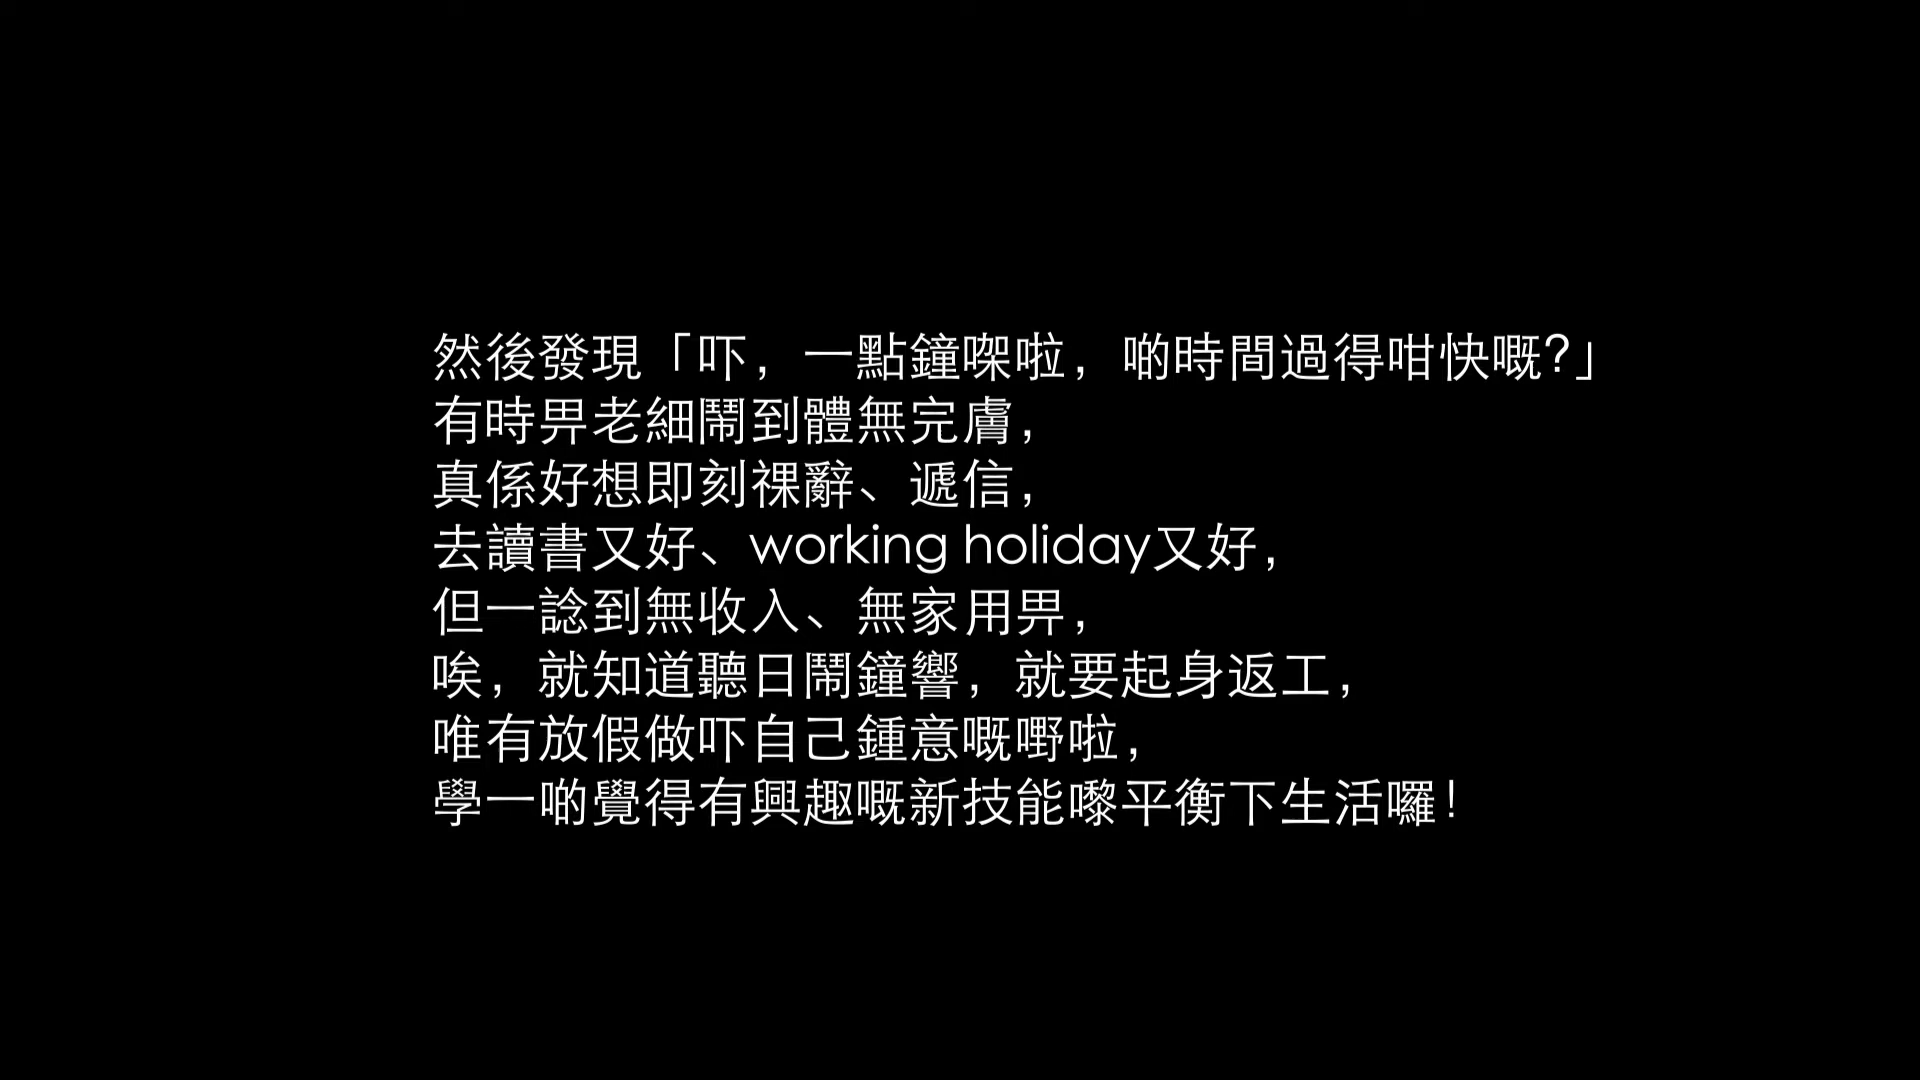 然後發現「吓，一點鐘㗎啦，啲時間過得咁快嘅?」
有時畀老細鬧到體無完膚，
真係好想即刻裸辭、遞信，
去讀書又好、working holiday又好，
但一諗到無收入、無家用畀，
唉，就知道聽日鬧鐘響，就要起身返工，
唯有放假做吓自己鍾意嘅嘢啦，
學一啲覺得有興趣嘅新技能嚟平衡下生活囉!